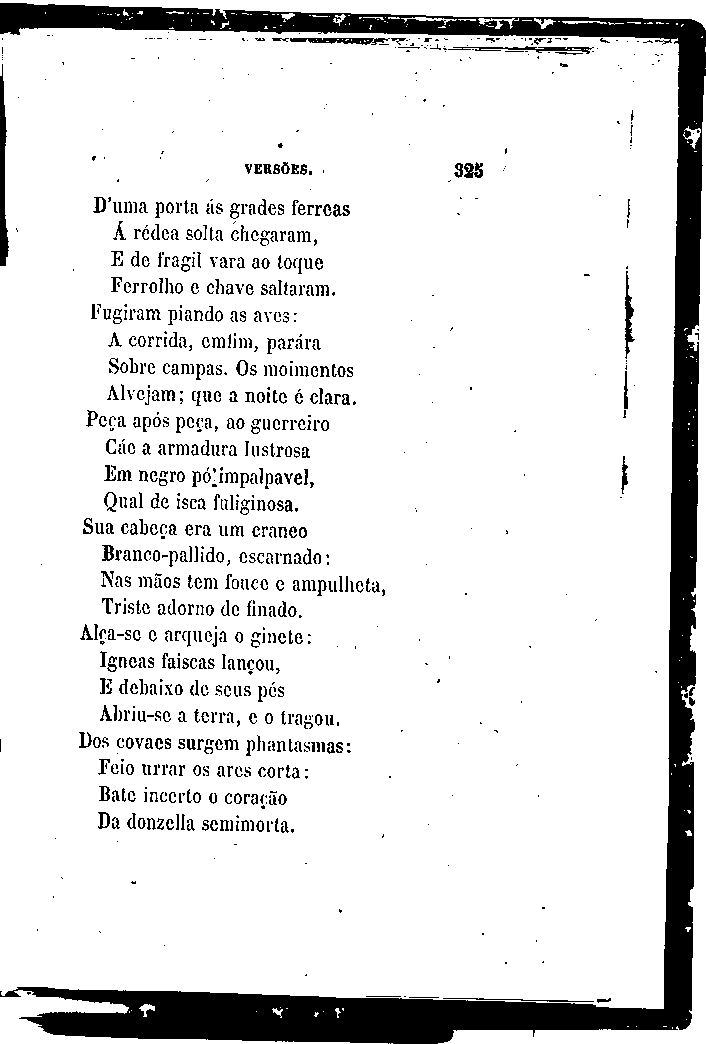 VERSÕES. 325
D'uma porta ás grades ferreas
Á rédea solta chegaram,
E de fragil vara ao toque
Ferrolho e chave saltaram.
Fugiram piando as aves:
A corrida, emfim, parára
Sobre campas. Os moimentos
Alvejam; que a noite é clara.
Peça após peça, ao guerreiro
Cáe a armadura lustrosa
Em negro pó impalpavel,
Qual de isca fuliginosa.
Sua cabeça era um craneo
Branco-pallido, escarnado:
Nas mãos tem fouce e ampulheta,
Triste adorno de finado.
Alça-se e arqueja o ginete:
Igneas faiscas lançou,
E debaixo de seus pés
Abriu-se a terra, e o tragou.
Dos covaes surgem phantasmas:
Feio urrar os ares corta:
Bate incerto o coração
Da donzella semimorta.